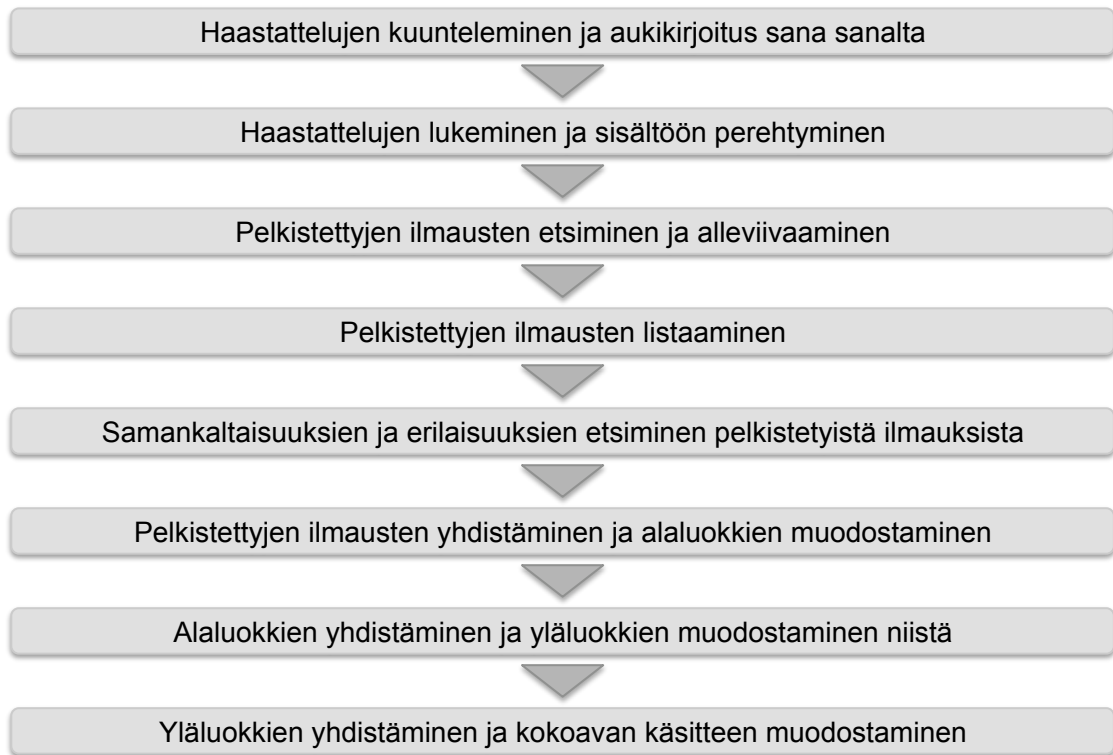 Haastattelujen kuunteleminen ja aukikirjoitus sana sanalta
Haastattelujen lukeminen ja sisältöön perehtyminen
Pelkistettyjen ilmausten etsiminen ja alleviivaaminen
Pelkistettyjen ilmausten listaaminen
Samankaltaisuuksien ja erilaisuuksien etsiminen pelkistetyistä ilmauksista
Pelkistettyjen ilmausten yhdistäminen ja alaluokkien muodostaminen
Alaluokkien yhdistäminen ja yläluokkien muodostaminen niistä
Yläluokkien yhdistäminen ja kokoavan käsitteen muodostaminen